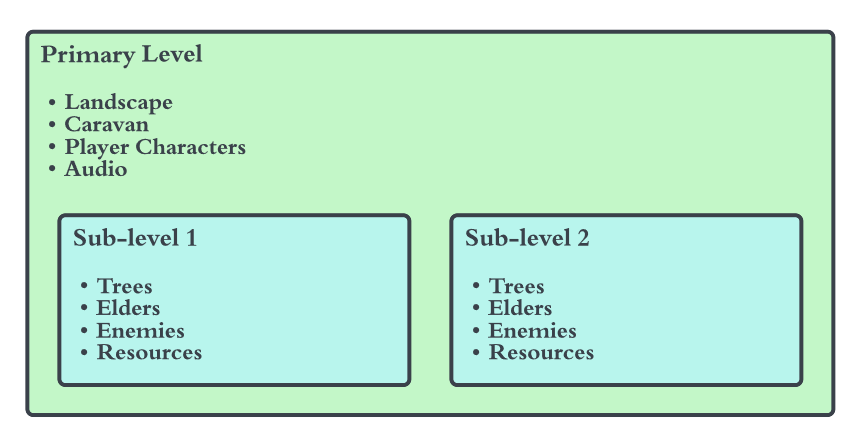 Primary Level
• Landscape
• Caravan
• Player Characters
• Audio
Sub-level 1
• Trees
• Elders
• Enemies
• Resources
Sub-level 2
• Trees
• Elders
• Enemies
• Resources